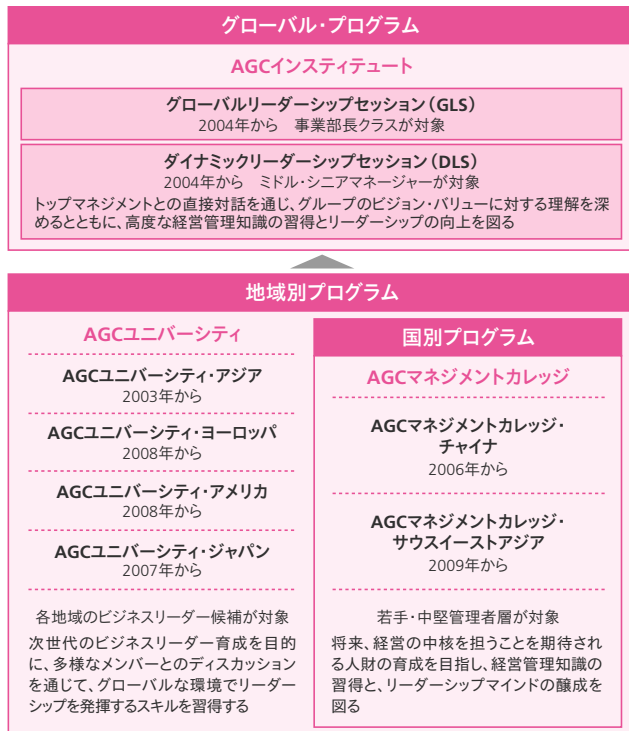 グローバル・プログラム
AGCインスティテュート
グローバルリーダーシップセッション(GLS)
2004年から 事業部長クラスが対象
ダイナミックリーダーシップセッション(DLS)
2004年から ミドル・シニアマネージャーが対象
トップマネジメントとの直接対話を通じ、グループのビジョン・バリューに対する理解を深
めるとともに、高度な経営管理知識の習得とリーダーシップの向上を図る
地域別プログラム
AGCユニバーシティ
AGCユニバーシティ・アジア
2003年から
AGCユニバーシティ・ヨーロッパ
2008年から
AGCユニバーシティ・アメリカ
2008年から
AGCユニバーシティ・ジャパン
2007年から
各地域のビジネスリーダー候補が対象
次世代のビジネスリーダー育成を目的
に、多様なメンバーとのディスカッション
を通じて、グローバルな環境でリーダー
シップを発揮するスキルを習得する
国別プログラム
AGCマネジメントカレッジ
AGCマネジメントカレッジ・
チャイナ
2006年から
AGCマネジメントカレッジ・
サウスイーストアジア
2009年から
若手・中堅管理者層が対象
将来、経営の中核を担うことを期待され
る人財の育成を目指し、経営管理知識の
習得と、リーダーシップマインドの醸成を
図る